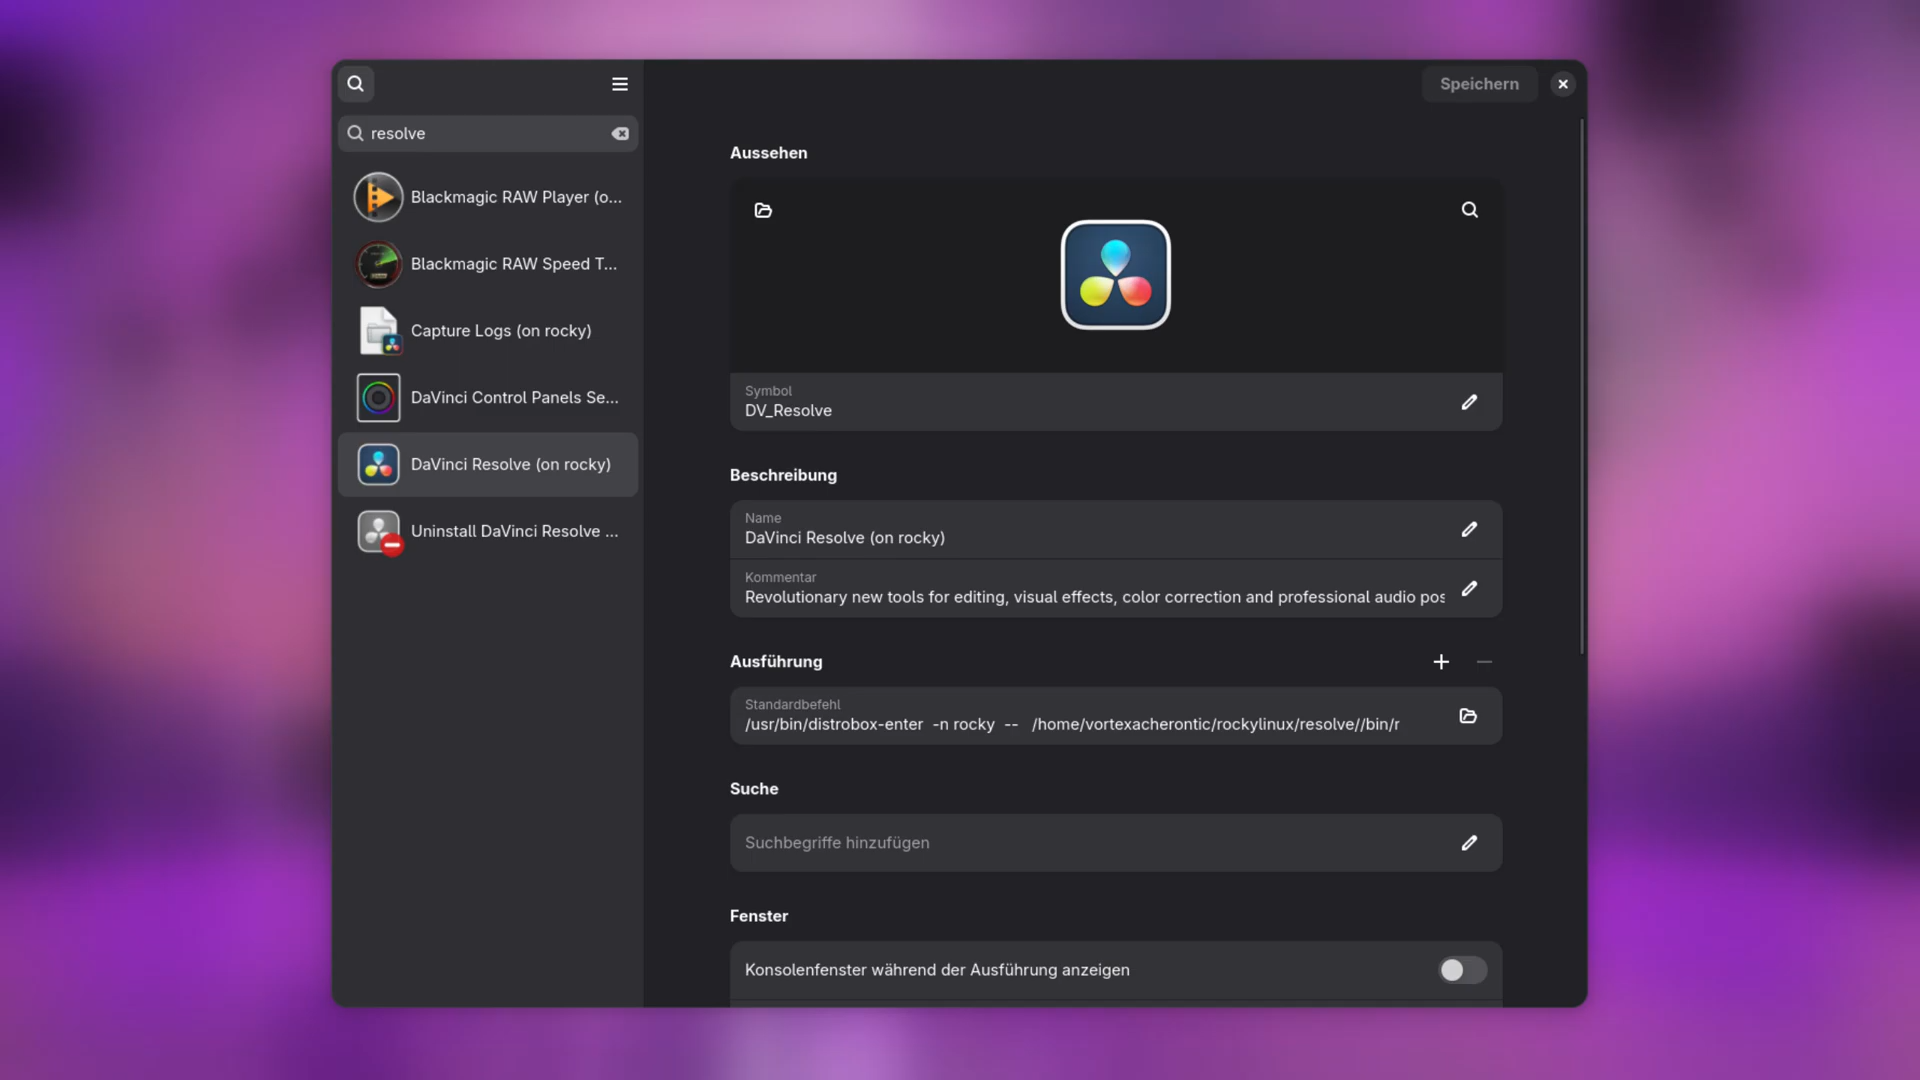 Speichern
resolve
Blackmagic RAW Player (o...
Blackmagic RAW Speed T...
Capture Logs (on rocky)
DaVinci Control Panels Se...
DaVinci Resolve (on rocky)
Uninstall DaVinci Resolve ...
Aussehen
Symbol
DV_Resolve
Beschreibung
Name
DaVinci Resolve (on rocky)
Kommentar
Revolutionary new tools for editing, visual effects, color correction and professional audio pos
Ausführung
Standardbefehl
/usr/bin/distrobox-enter  -n rocky  --   /home/vortexacherontic/rockylinux/resolve//bin/r
Suche
Suchbegriffe hinzufügen
Fenster
Konsolenfenster während der Ausführung anzeigen